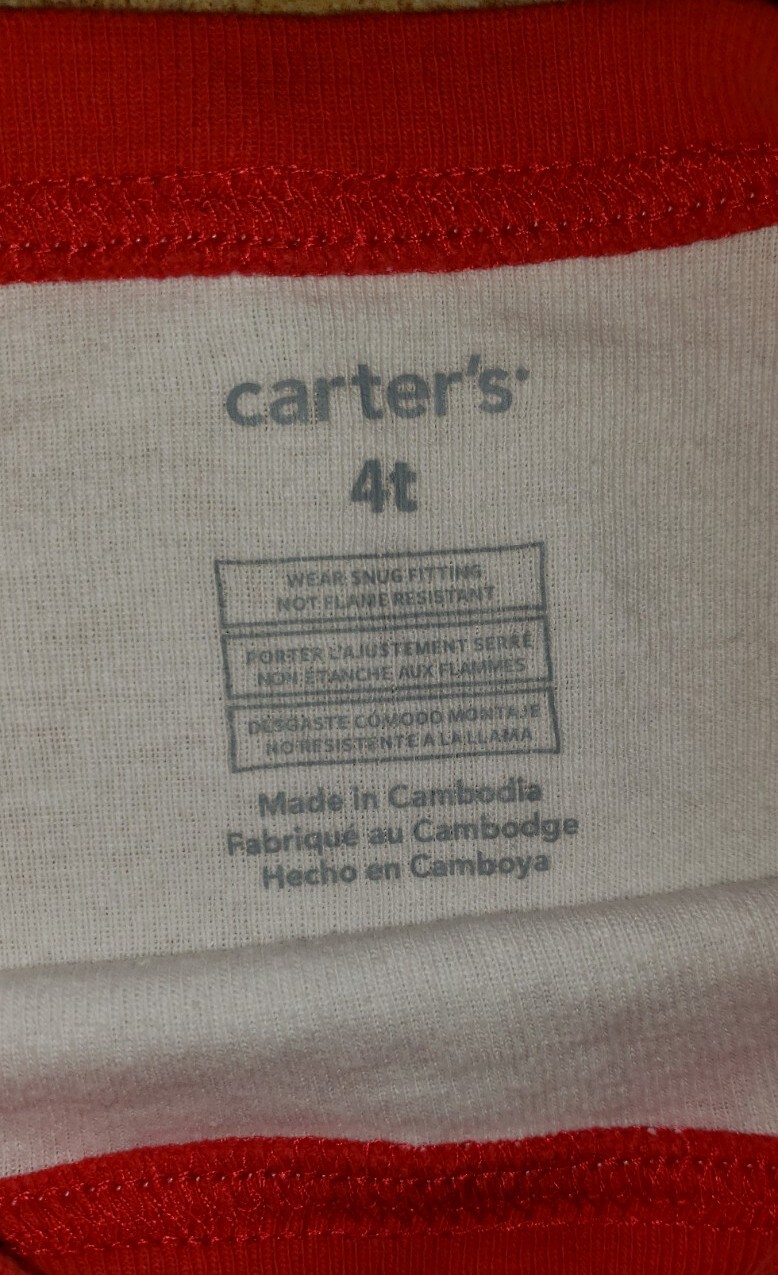 carter's
4t
WEAR SNUG FITTING
NOT FLAME RESISTANT
PORTER L'AJUSTEMENT SERRÉ
NON ÉTANCHE AUX FLAMMES
DESGASTE CÓMODO MONTAJE
NO RESISTENTE A LA LLAMA
Made in Cambodia
Fabriqué au Cambodge
Hecho en Camboya